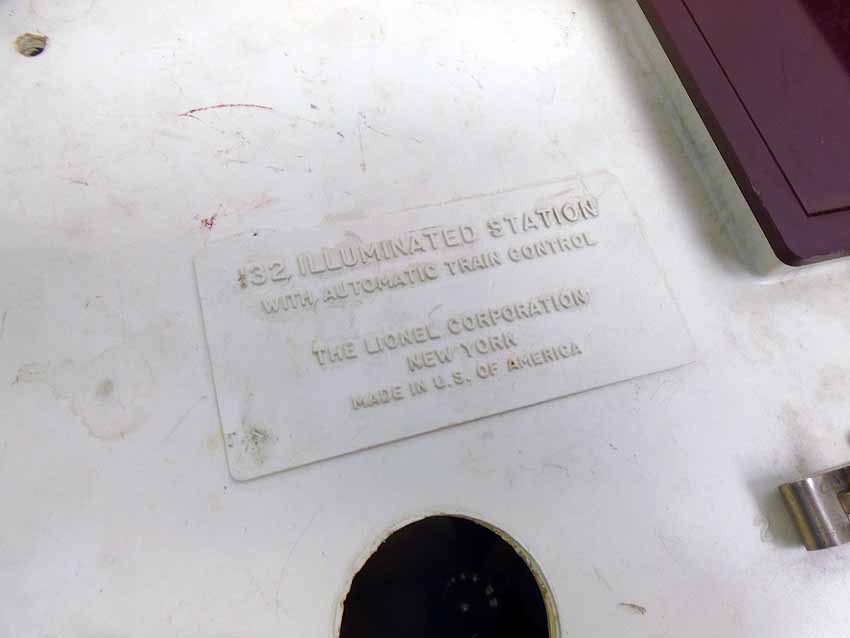 132 ILLUMINATED STATION
WITH AUTOMATIC TRAIN CONTROL
THE LIONEL CORPORATION
NEW YORK
MADE IN U.S. OF AMERICA